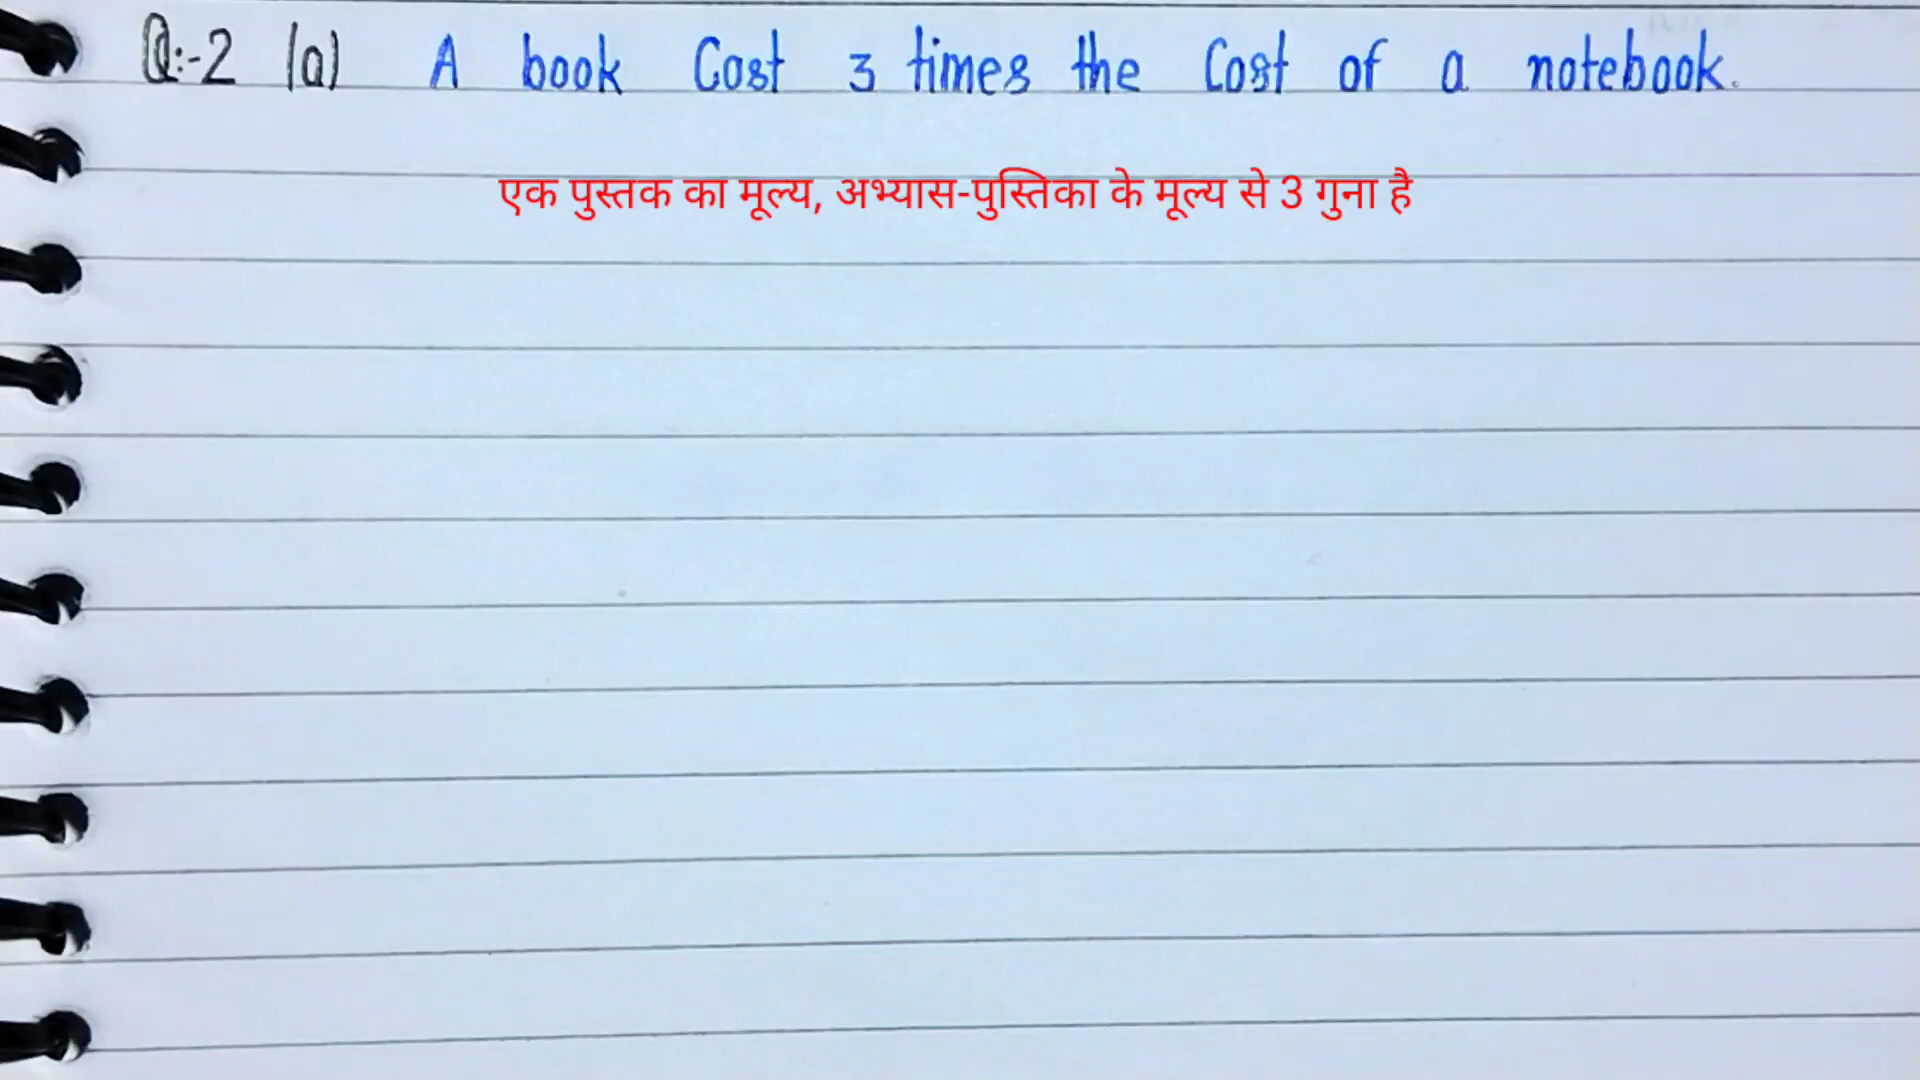 Q:-2 (a) A book Cost 3 times the Cost of a notebook.
एक पुस्तक का मूल्य, अभ्यास-पुस्तिका के मूल्य से 3 गुना है